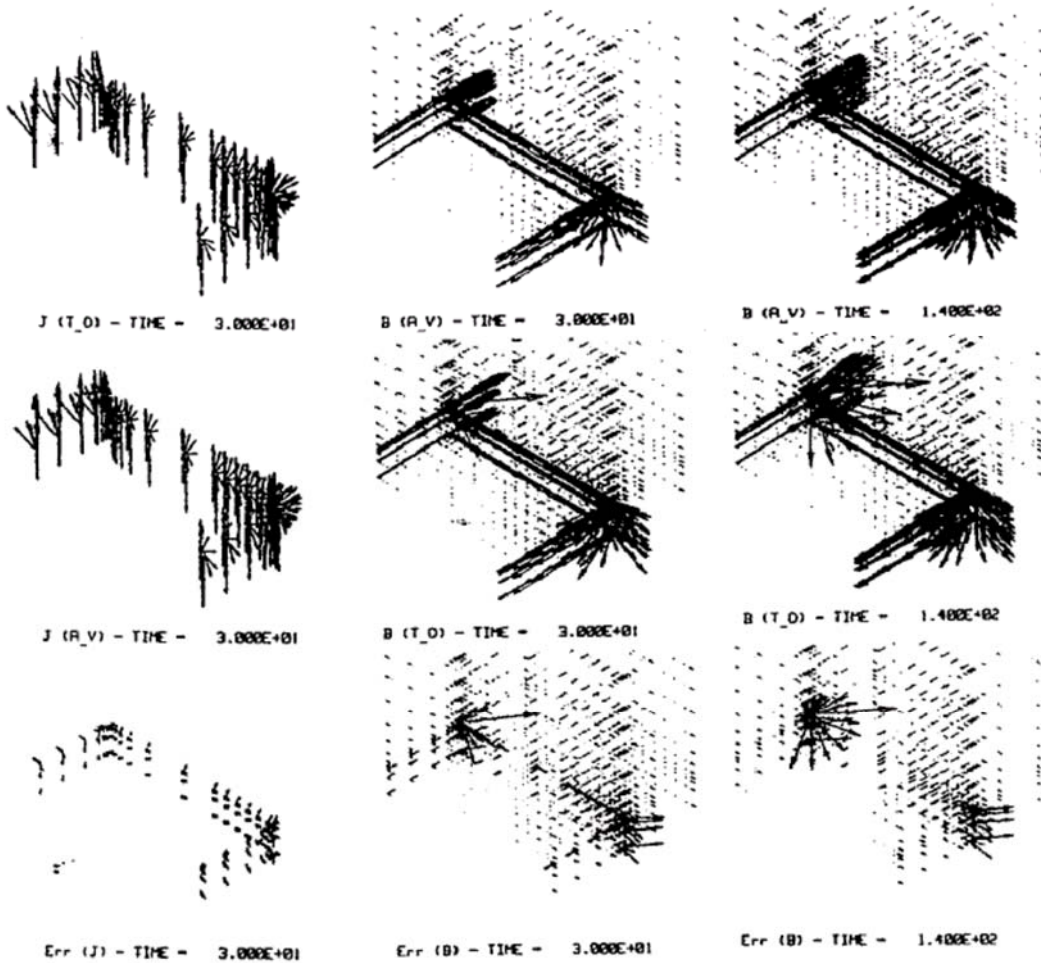 J (T_O) - TIME = 3.000E+01
B (A_V) - TIME = 3.000E+01
B (A_V) - TIME = 1.400E+02
J (A_V) - TIME = 3.000E+01
B (T_O) - TIME = 3.000E+01
B (T_O) - TIME = 1.400E+02
Err (J) - TIME = 3.000E+01
Err (B) - TIME = 3.000E+01
Err (B) - TIME = 1.400E+02